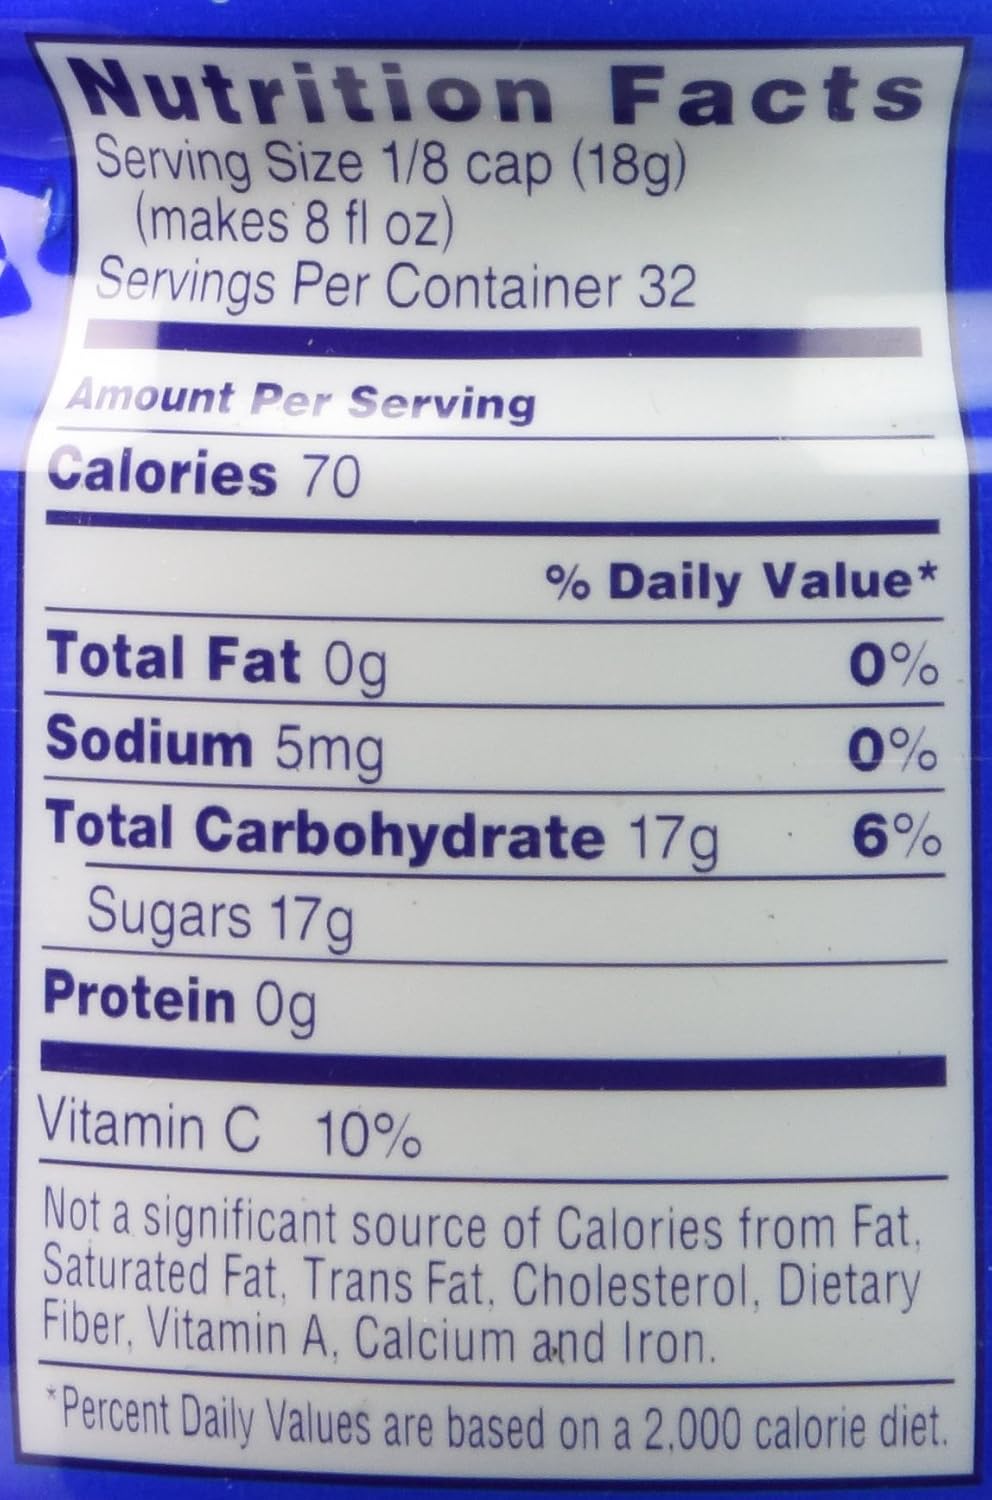 Nutrition Facts
Serving Size 1/8 cap (18g)
(makes 8 fl oz)
Servings Per Container 32
Amount Per Serving
Calories 70
% Daily Value*
Total Fat 0g 0%
Sodium 5mg 0%
Total Carbohydrate 17g 6%
Sugars 17g
Protein 0g
Vitamin C 10%
Not a significant source of Calories from Fat,
Saturated Fat, Trans Fat, Cholesterol, Dietary
Fiber, Vitamin A, Calcium and Iron.
*Percent Daily Values are based on a 2,000 calorie diet.